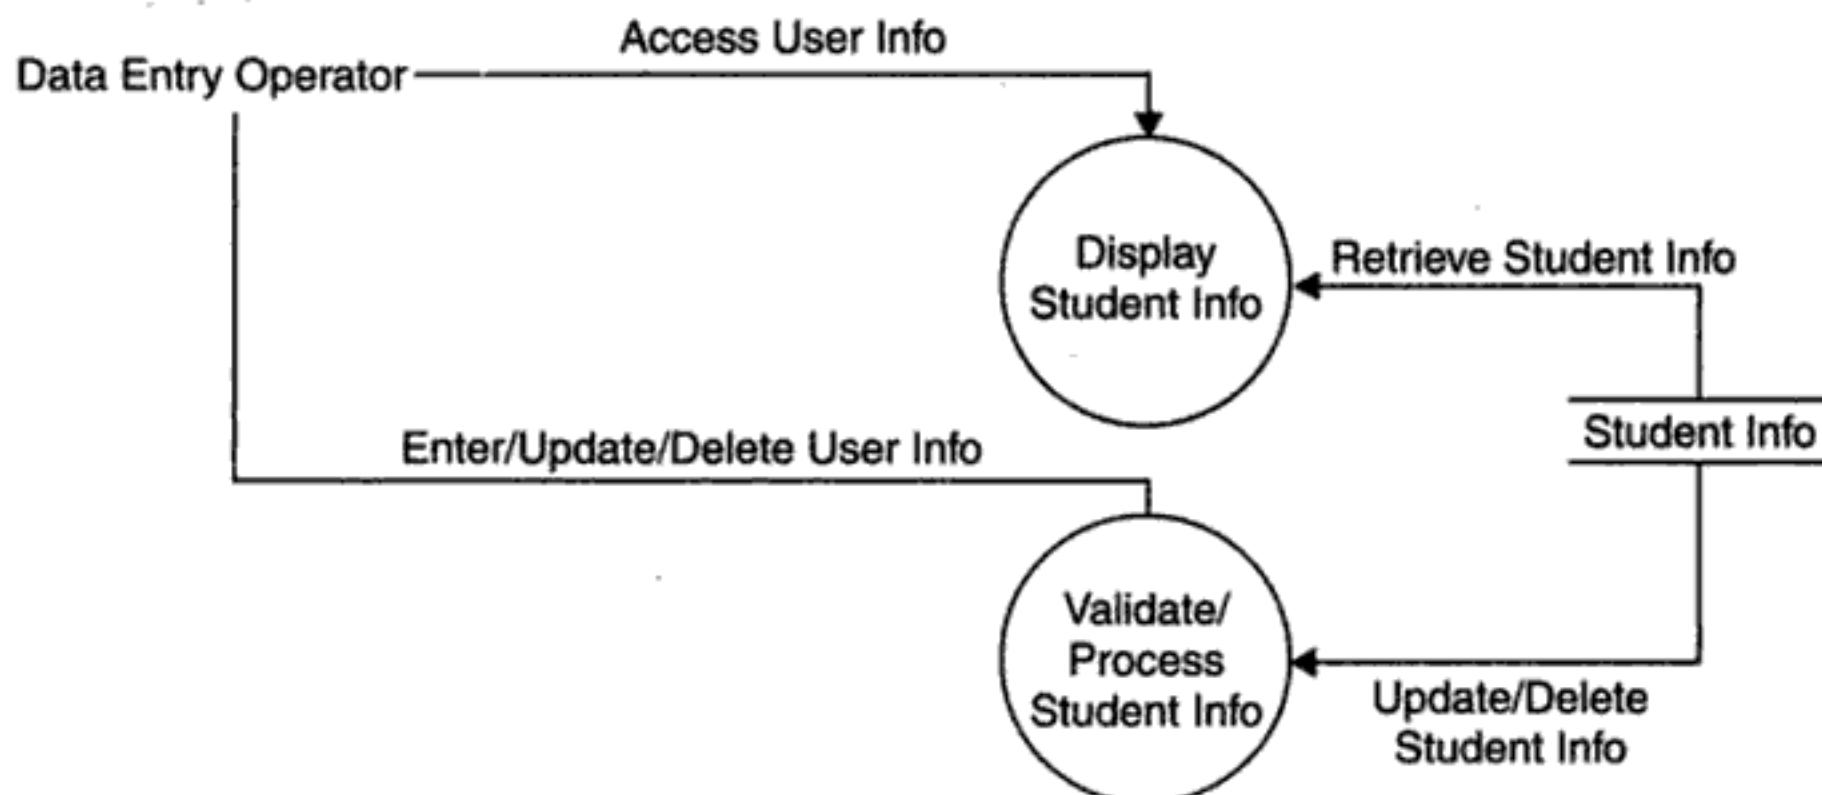 Access User Info
Data Entry Operator
Display
Student Info
Retrieve Student Info
Student Info
Enter/Update/Delete User Info
Validate/
Process
Student Info
Update/Delete
Student Info